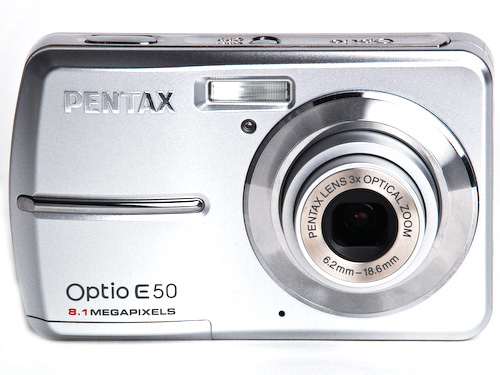 PENTAX
PENTAX LENS 3x OPTICAL ZOOM
6.2mm–18.6mm
Optio E50
8.1 MEGAPIXELS